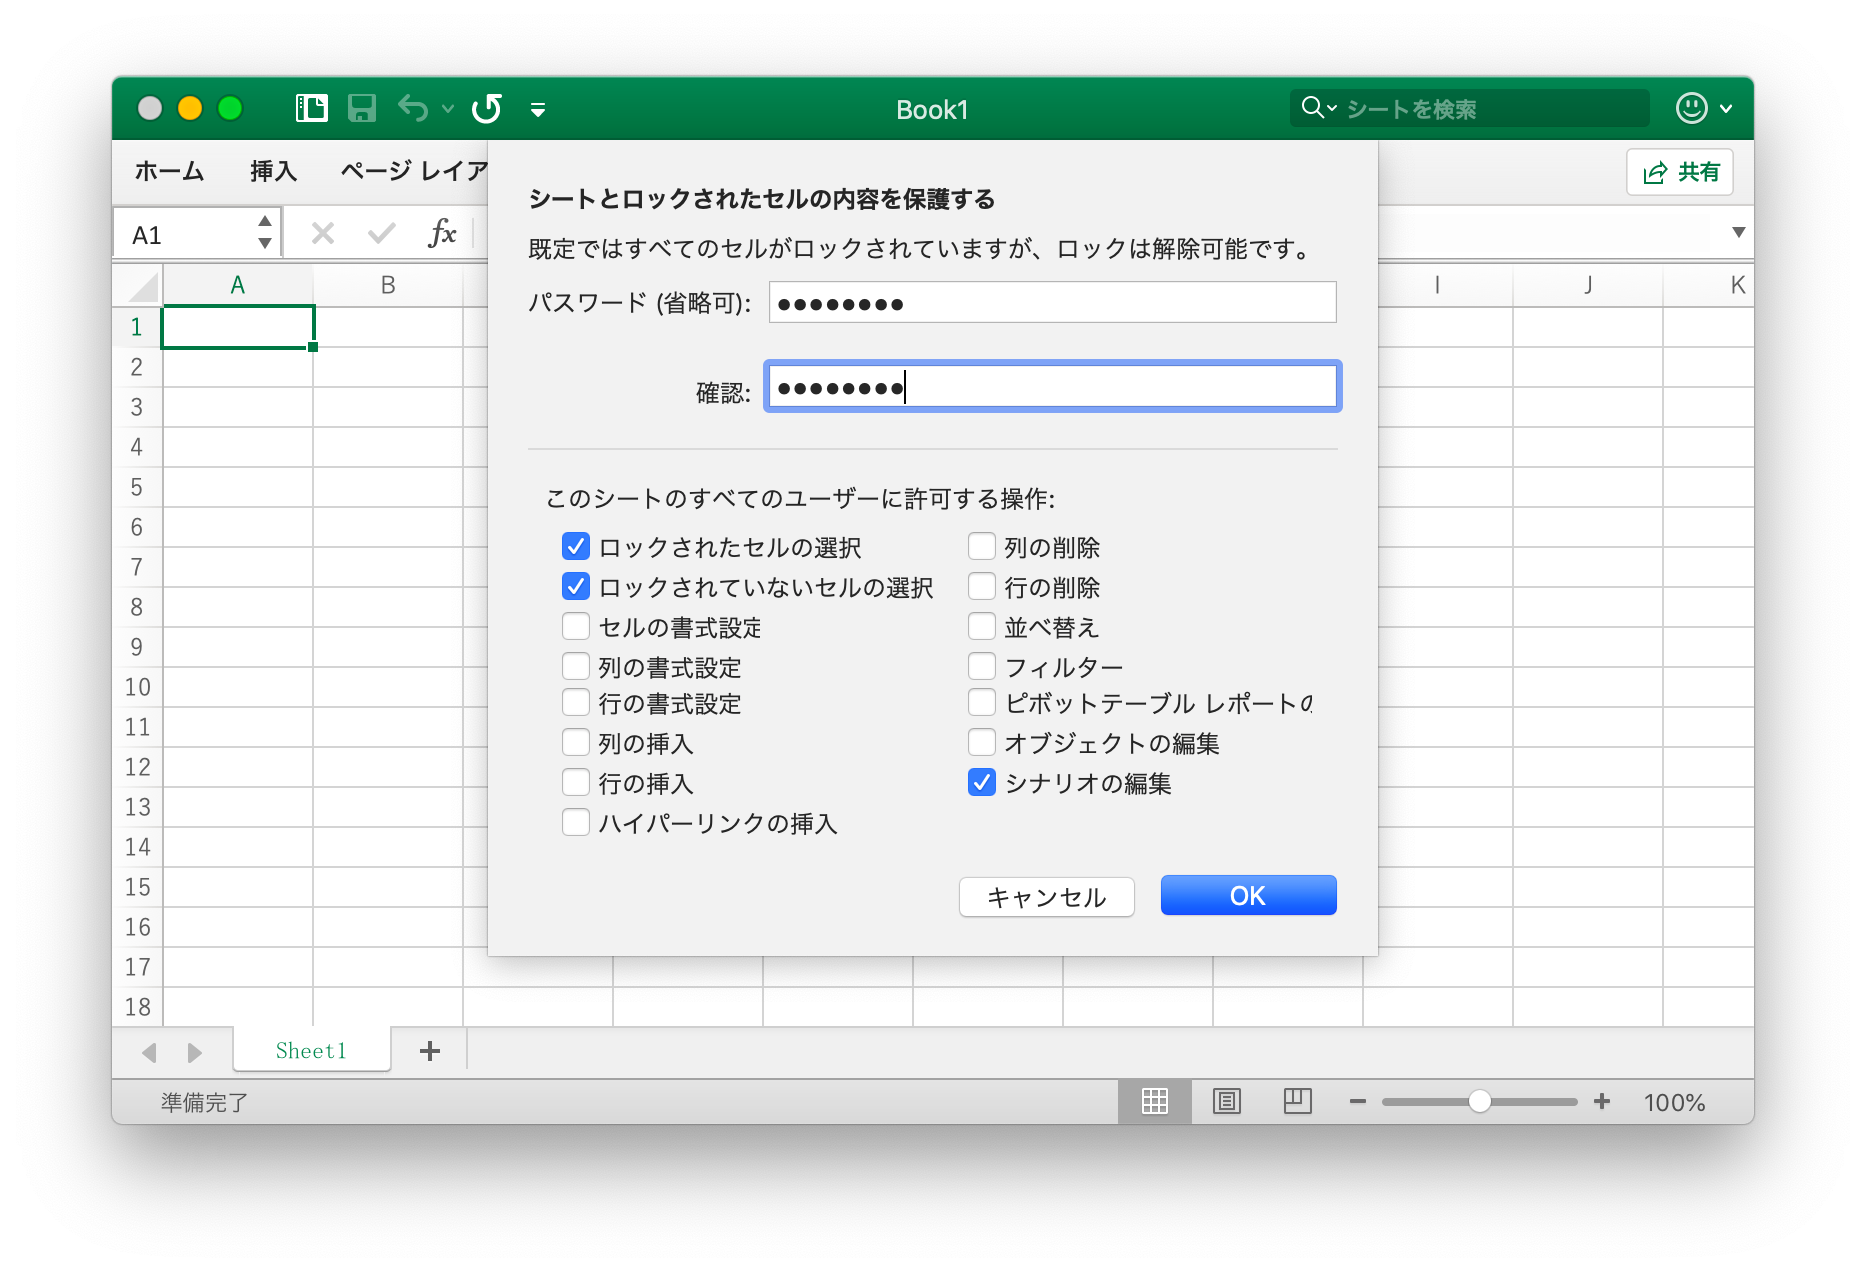 Book1
シートを検索
ホーム 挿入 ページ レイア
共有
A1
fx
A B I J K
シートとロックされたセルの内容を保護する
既定ではすべてのセルがロックされていますが、ロックは解除可能です。
パスワード (省略可): ●●●●●●●●
確認: ●●●●●●●●
このシートのすべてのユーザーに許可する操作:
ロックされたセルの選択
ロックされていないセルの選択
セルの書式設定
列の書式設定
行の書式設定
列の挿入
行の挿入
ハイパーリンクの挿入
列の削除
行の削除
並べ替え
フィルター
ピボットテーブル レポートの
オブジェクトの編集
シナリオの編集
キャンセル
OK
1
2
3
4
5
6
7
8
9
10
11
12
13
14
15
16
17
18
Sheet1
準備完了
100%